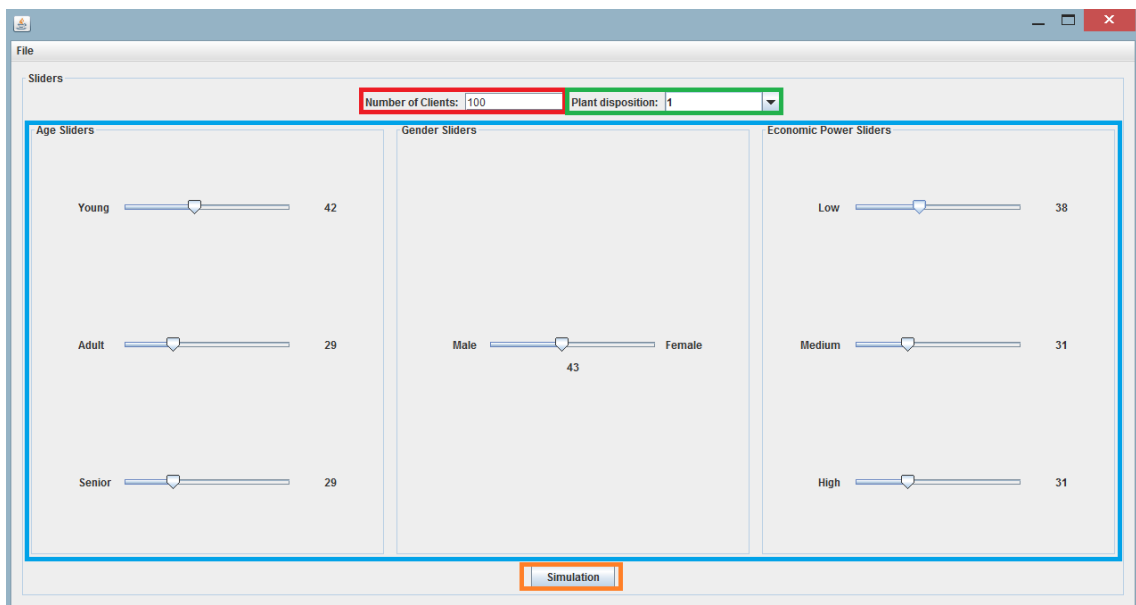 File
Sliders
Number of Clients: 100 Plant disposition: 1
Age Sliders Gender Sliders Economic Power Sliders
Young 42 Low 38
Adult 29 Male Female Medium 31
43
Senior 29 High 31
Simulation